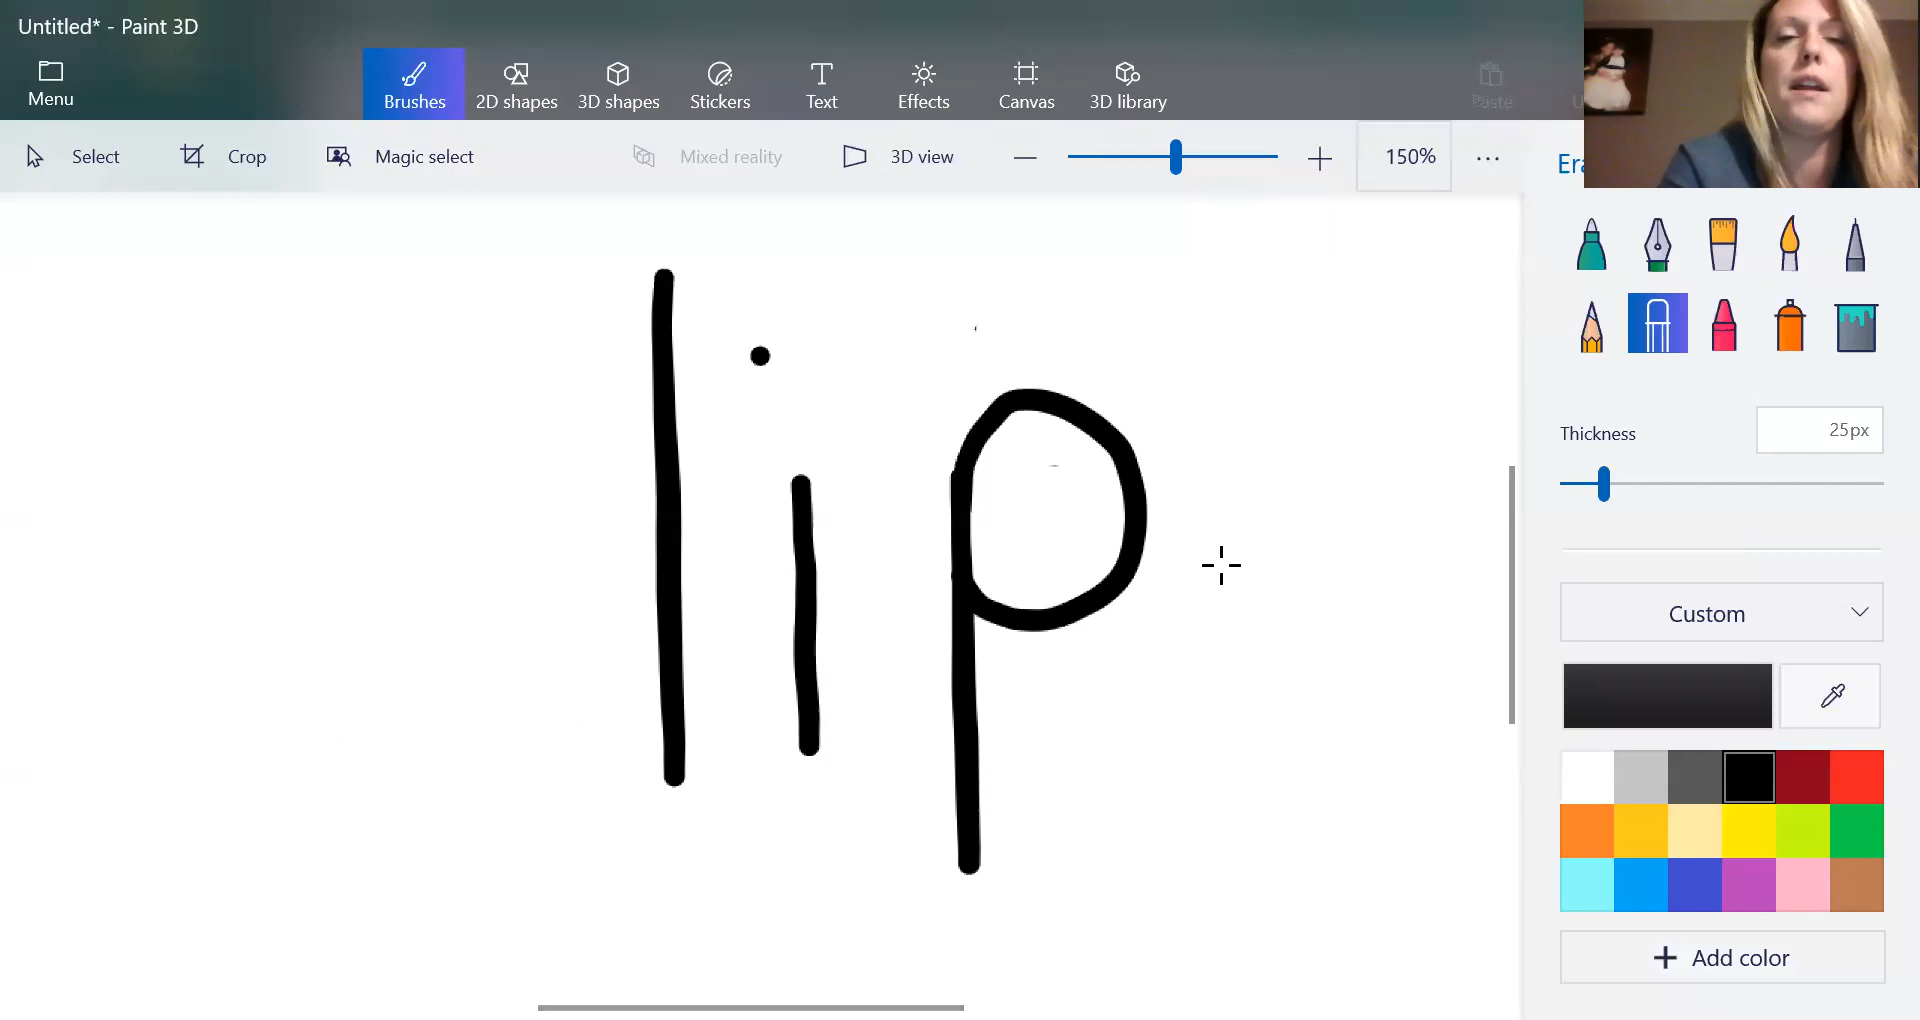 Untitled* - Paint 3D
Menu
Brushes
2D shapes
3D shapes
Stickers
Text
Effects
Canvas
3D library
Paste
Select
Crop
Magic select
Mixed reality
3D view
150%
lip
Thickness
25px
Custom
Add color